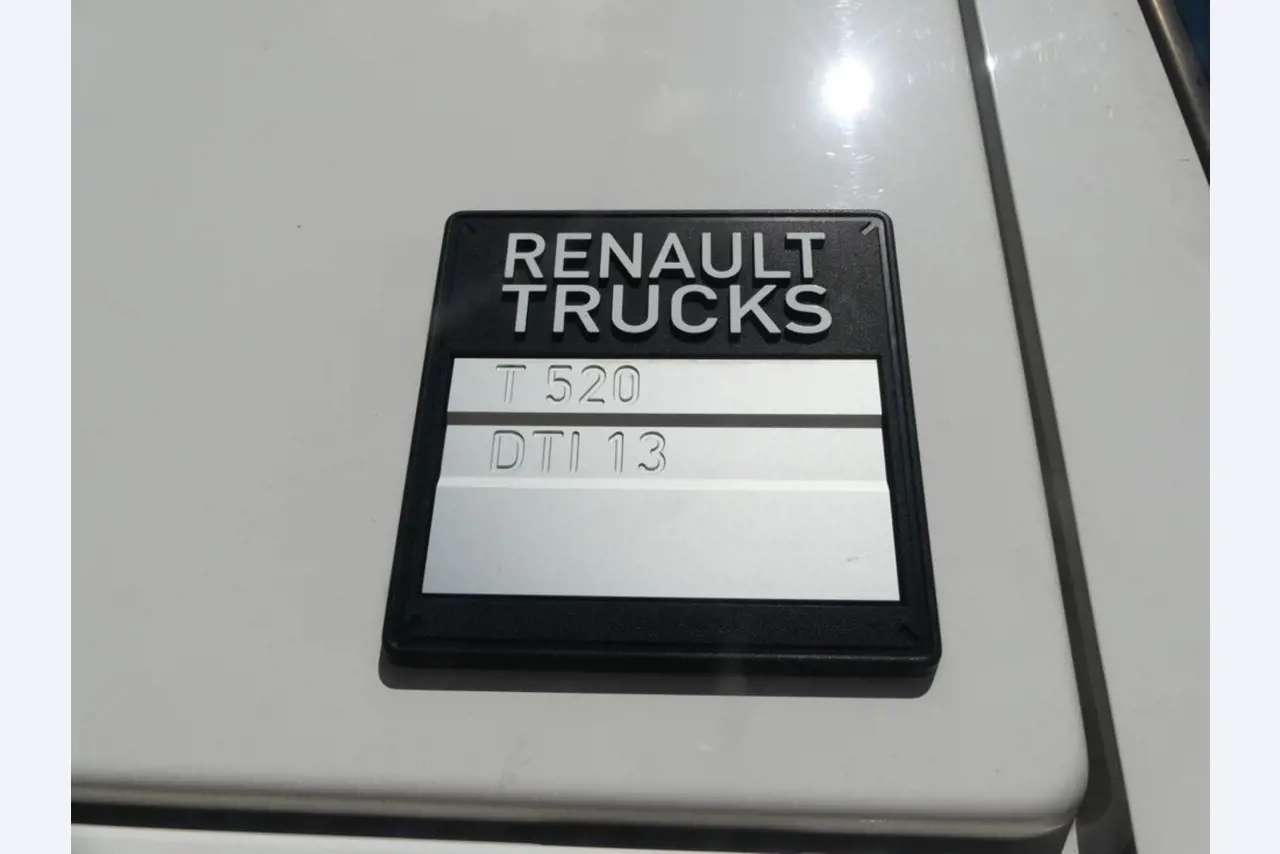 RENAULT
TRUCKS
T 520
DTI 13